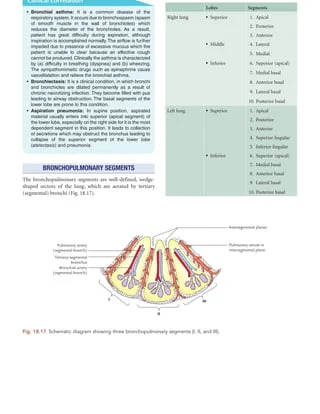 Clinical correlation
• Bronchial asthma: It is a common disease of the
respiratory system. It occurs due to bronchospasm (spasm
of smooth muscle in the wall of bronchioles) which
reduces the diameter of the bronchioles. As a result,
patient has great difficulty during expiration, although
inspiration is accomplished normally. The airflow is further
impeded due to presence of excessive mucus which the
patient is unable to clear because an effective cough
cannot be produced. Clinically the asthma is characterized
by (a) difficulty in breathing (dyspnea) and (b) wheezing.
The sympathomimetic drugs such as epinephrine cause
vasodilatation and relieve the bronchial asthma.
• Bronchiectasis: It is a clinical condition, in which bronchi
and bronchioles are dilated permanently as a result of
chronic necrotizing infection. They become filled with pus
leading to airway obstruction. The basal segments of the
lower lobe are prone to this condition.
• Aspiration pneumonia: In supine position, aspirated
material usually enters into superior (apical) segment of
the lower lobe, especially on the right side for it is the most
dependent segment in this position. It leads to collection
of secretions which may obstruct the bronchus leading to
collapse of the superior segment of the lower lobe
(atelectasis) and pneumonia.
BRONCHOPULMONARY SEGMENTS
The bronchopulmonary segments are well-defined, wedge-
shaped sectors of the lung, which are aerated by tertiary
(segmental) bronchi (Fig. 18.17).
Lobes Segments
Right lung • Superior 1. Apical
2. Posterior
3. Anterior
• Middle 4. Lateral
5. Medial
• Inferior 6. Superior (apical)
7. Medial basal
8. Anterior basal
9. Lateral basal
10. Posterior basal
Left lung • Superior 1. Apical
2. Posterior
3. Anterior
4. Superior lingular
5. Inferior lingular
• Inferior 6. Superior (apical)
7. Medial basal
8. Anterior basal
9. Lateral basal
10. Posterior basal
Intersegmental planes
Pulmonary artery
(segmental branch)
Pulmonary venule in
intersegmental plane
Tertiary/segmental
bronchus
Bronchial artery
(segmental branch)
I
II
III
Fig. 18.17 Schematic diagram showing three bronchopulmonary segments (I, II, and III).